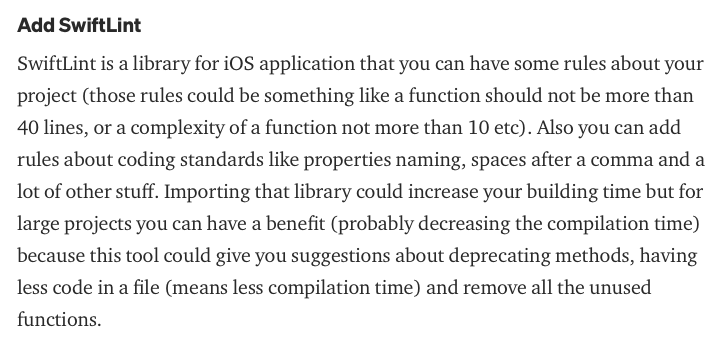 Add SwiftLint
SwiftLint is a library for iOS application that you can have some rules about your
project (those rules could be something like a function should not be more than
40 lines, or a complexity of a function not more than 10 etc). Also you can add
rules about coding standards like properties naming, spaces after a comma and a
lot of other stuff. Importing that library could increase your building time but for
large projects you can have a benefit (probably decreasing the compilation time)
because this tool could give you suggestions about deprecating methods, having
less code in a file (means less compilation time) and remove all the unused
functions.